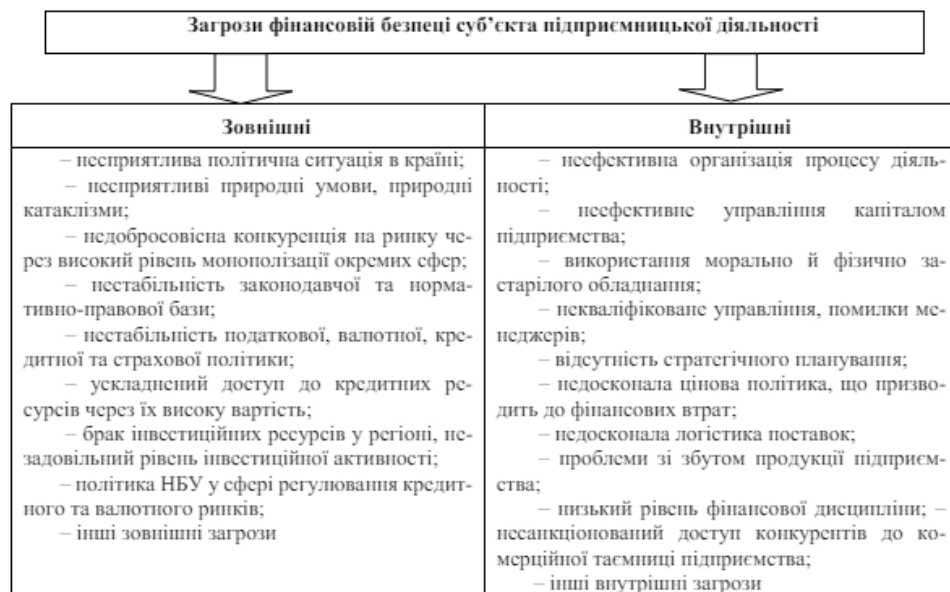 Загрози фінансовій безпеці суб’єкта підприємницької діяльності
Зовнішні
– несприятлива політична ситуація в країні;
– несприятливі природні умови, природні
катаклізми;
– недобросовісна конкуренція на ринку че-
рез високий рівень монополізації окремих сфер;
– нестабільність законодавчої та норма-
тивно-правової бази;
– нестабільність податкової, валютної, кре-
дитної та страхової політики;
– ускладнений доступ до кредитних ре-
сурсів через їх високу вартість;
– брак інвестиційних ресурсів у регіоні, не-
задовільний рівень інвестиційної активності;
– політика НБУ у сфері регулювання кредит-
ного та валютного ринків;
– інші зовнішні загрози
Внутрішні
– неефективна організація процесу діяль-
ності;
– неефективне управління капіталом
підприємства;
– використання морально й фізично за-
старілого обладнання;
– некваліфіковане управління, помилки ме-
неджерів;
– відсутність стратегічного планування;
– недосконала цінова політика, що призво-
дить до фінансових втрат;
– недосконала логістика поставок;
– проблеми зі збутом продукції підприєм-
ства;
– низький рівень фінансової дисципліни; –
несанкціонований доступ конкурентів до ко-
мерційної таємниці підприємства;
– інші внутрішні загрози